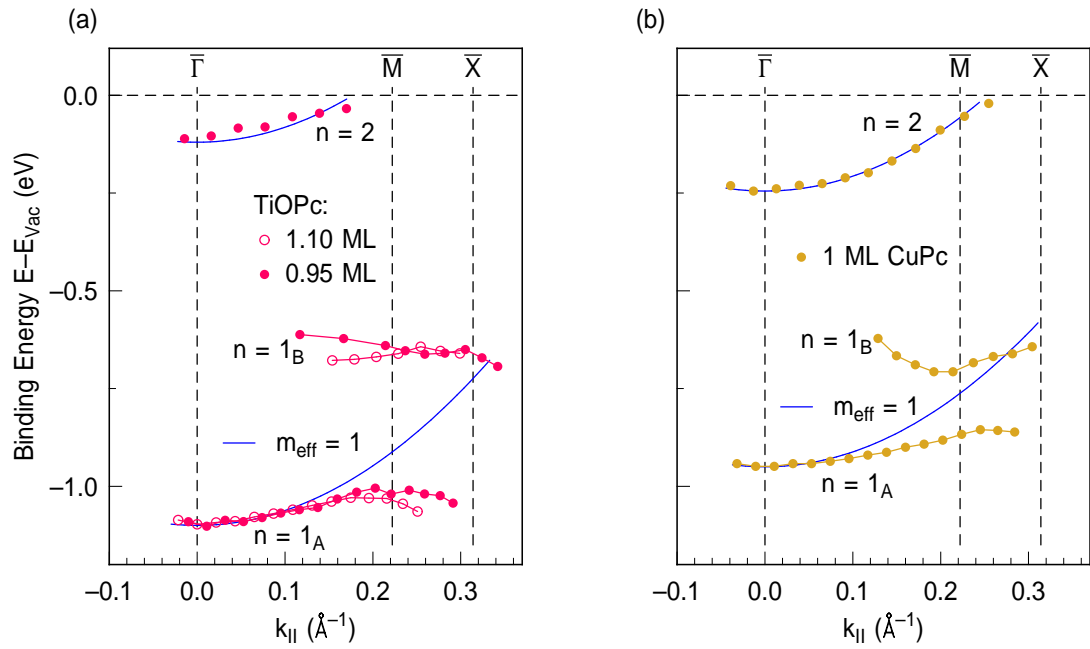 (a)
Γ̅ M̅ X̅
0.0
−0.5
−1.0
Binding Energy E−E_Vac (eV)
n = 2
TiOPc:
1.10 ML
0.95 ML
n = 1_B
m_eff = 1
n = 1_A
−0.1 0.0 0.1 0.2 0.3
k_II (Å⁻¹)
(b)
Γ̅ M̅ X̅
n = 2
1 ML CuPc
n = 1_B
m_eff = 1
n = 1_A
−0.1 0.0 0.1 0.2 0.3
k_II (Å⁻¹)